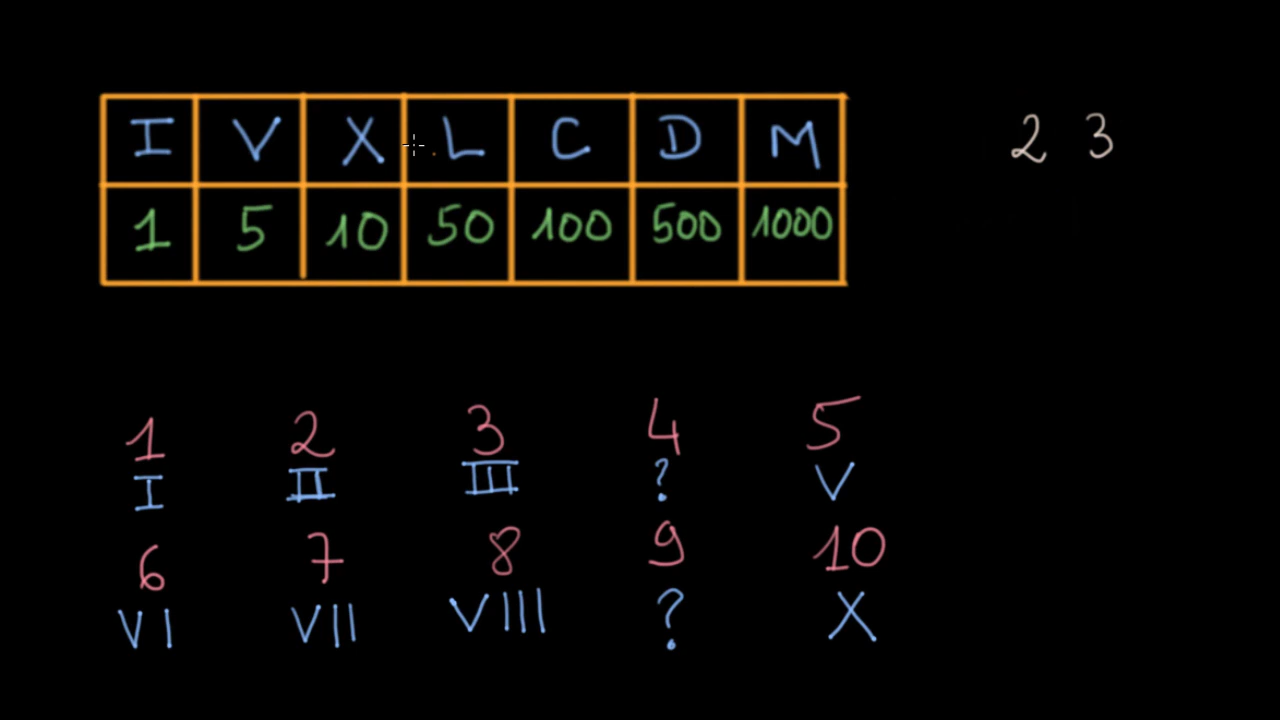 I V X L C D M
2 3
1 5 10 50 100 500 1000
1 2 3 4 5
I II III ? V
6 7 8 9 10
VI VII VIII ? X